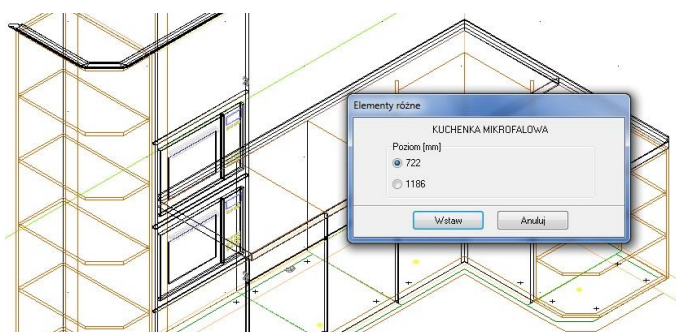 Elementy różne
KUCHENKA MIKROFALOWA
Poziom [mm]
722
1186
Wstaw Anuluj